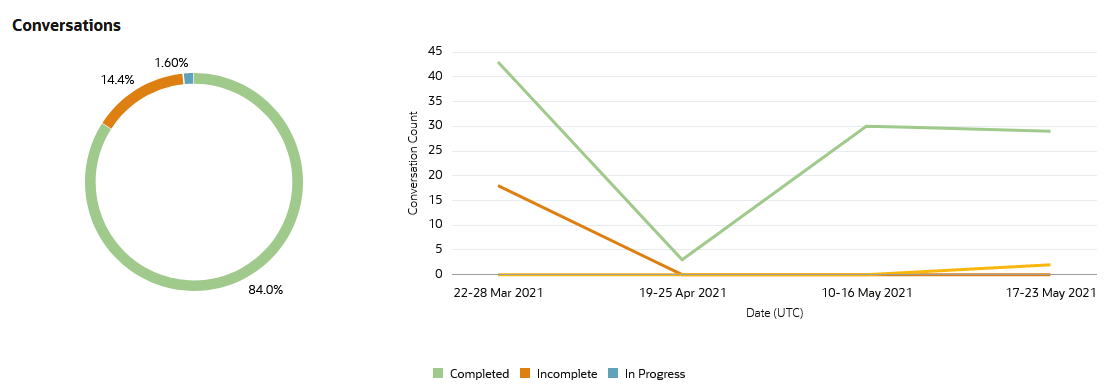 Conversations
1.60%
14.4%
84.0%
Conversation Count
45
40
35
30
25
20
15
10
5
0
22-28 Mar 2021 19-25 Apr 2021 10-16 May 2021 17-23 May 2021
Date (UTC)
Completed Incomplete In Progress